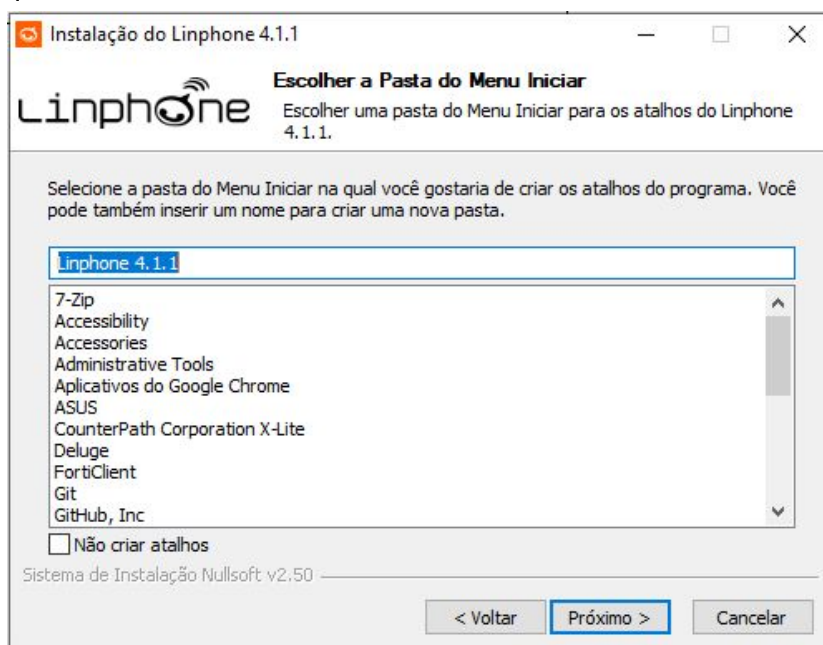 Instalação do Linphone 4.1.1
Linphone
Escolher a Pasta do Menu Iniciar
Escolher uma pasta do Menu Iniciar para os atalhos do Linphone
4.1.1.
Selecione a pasta do Menu Iniciar na qual você gostaria de criar os atalhos do programa. Você
pode também inserir um nome para criar uma nova pasta.
Linphone 4.1.1
7-Zip
Accessibility
Accessories
Administrative Tools
Aplicativos do Google Chrome
ASUS
CounterPath Corporation X-Lite
Deluge
FortiClient
Git
GitHub, Inc
Não criar atalhos
Sistema de Instalação Nullsoft v2.50
< Voltar
Próximo >
Cancelar